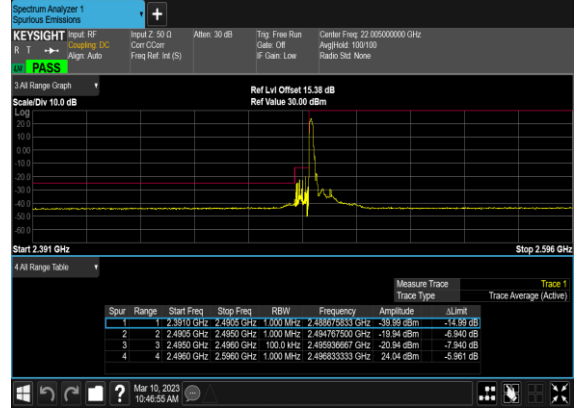 Spectrum Analyzer 1
Spurious Emissions
+
KEYSIGHT Input: RF Input Z: 50 Ω Atten: 30 dB Trig: Free Run Center Freq: 22.005000000 GHz
R T Coupling: DC Corr CCorr Gate: Off Avg|Hold: 100/100
Align: Auto Freq Ref: Int (S) IF Gain: Low Radio Std: None
PASS
3 All Range Graph
Ref Lvl Offset 15.38 dB
Scale/Div 10.0 dB Ref Value 30.00 dBm
Log
20.0
10.0
0.00
-10.0
-20.0
-30.0
-40.0
-50.0
-60.0
Start 2.391 GHz Stop 2.596 GHz
4 All Range Table
Measure Trace Trace 1
Trace Type Trace Average (Active)
Spur Range Start Freq Stop Freq RBW Frequency Amplitude ΔLimit
1 1 2.3910 GHz 2.4905 GHz 1.000 MHz 2.488675833 GHz -39.99 dBm -14.99 dB
2 2 2.4905 GHz 2.4950 GHz 1.000 MHz 2.494767500 GHz -19.94 dBm -6.940 dB
3 3 2.4950 GHz 2.4960 GHz 100.0 kHz 2.495936667 GHz -20.94 dBm -7.940 dB
4 4 2.4960 GHz 2.5960 GHz 1.000 MHz 2.496833333 GHz 24.04 dBm -5.961 dB
?
Mar 10, 2023
10:46:55 AM